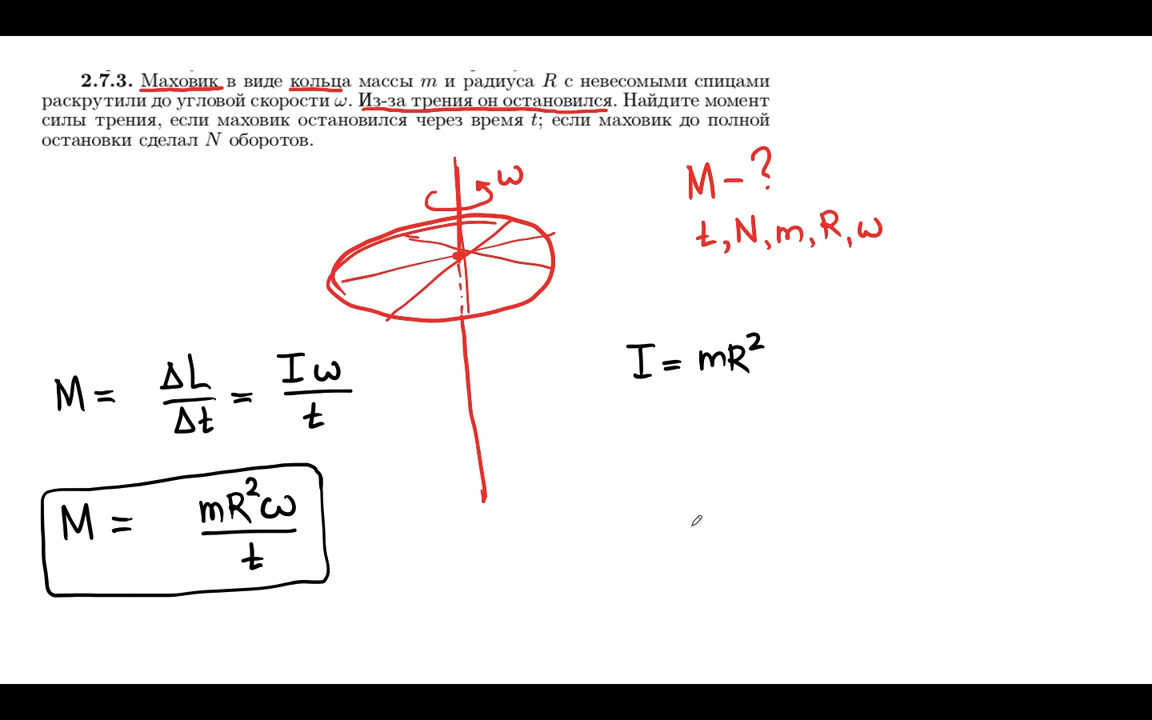 2.7.3. Маховик в виде кольца массы m и радиуса R с невесомыми спицами
раскрутили до угловой скорости ω. Из-за трения он остановился. Найдите момент
силы трения, если маховик остановился через время t; если маховик до полной
остановки сделал N оборотов.
ω
M - ?
t, N, m, R, ω
I = mR²
M = ΔL/Δt = Iω/t
M = mR²ω/t